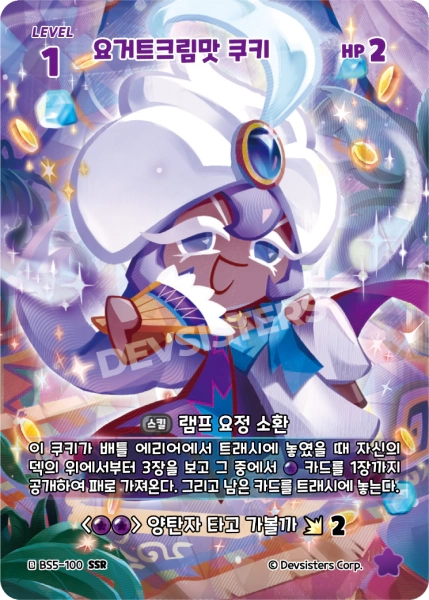 LEVEL
1
요거트크림맛 쿠키
HP 2
DEVSISTERS
스킬 램프 요정 소환
이 쿠키가 배틀 에리어에서 트래시에 놓였을 때 자신의
덱의 위에서부터 3장을 보고 그 중에서 카드를 1장까지
공개하여 패로 가져온다. 그리고 남은 카드를 트래시에 놓는다.
< > 양탄자 타고 가볼까 2
BS5-100 SSR
© Devsisters Corp.